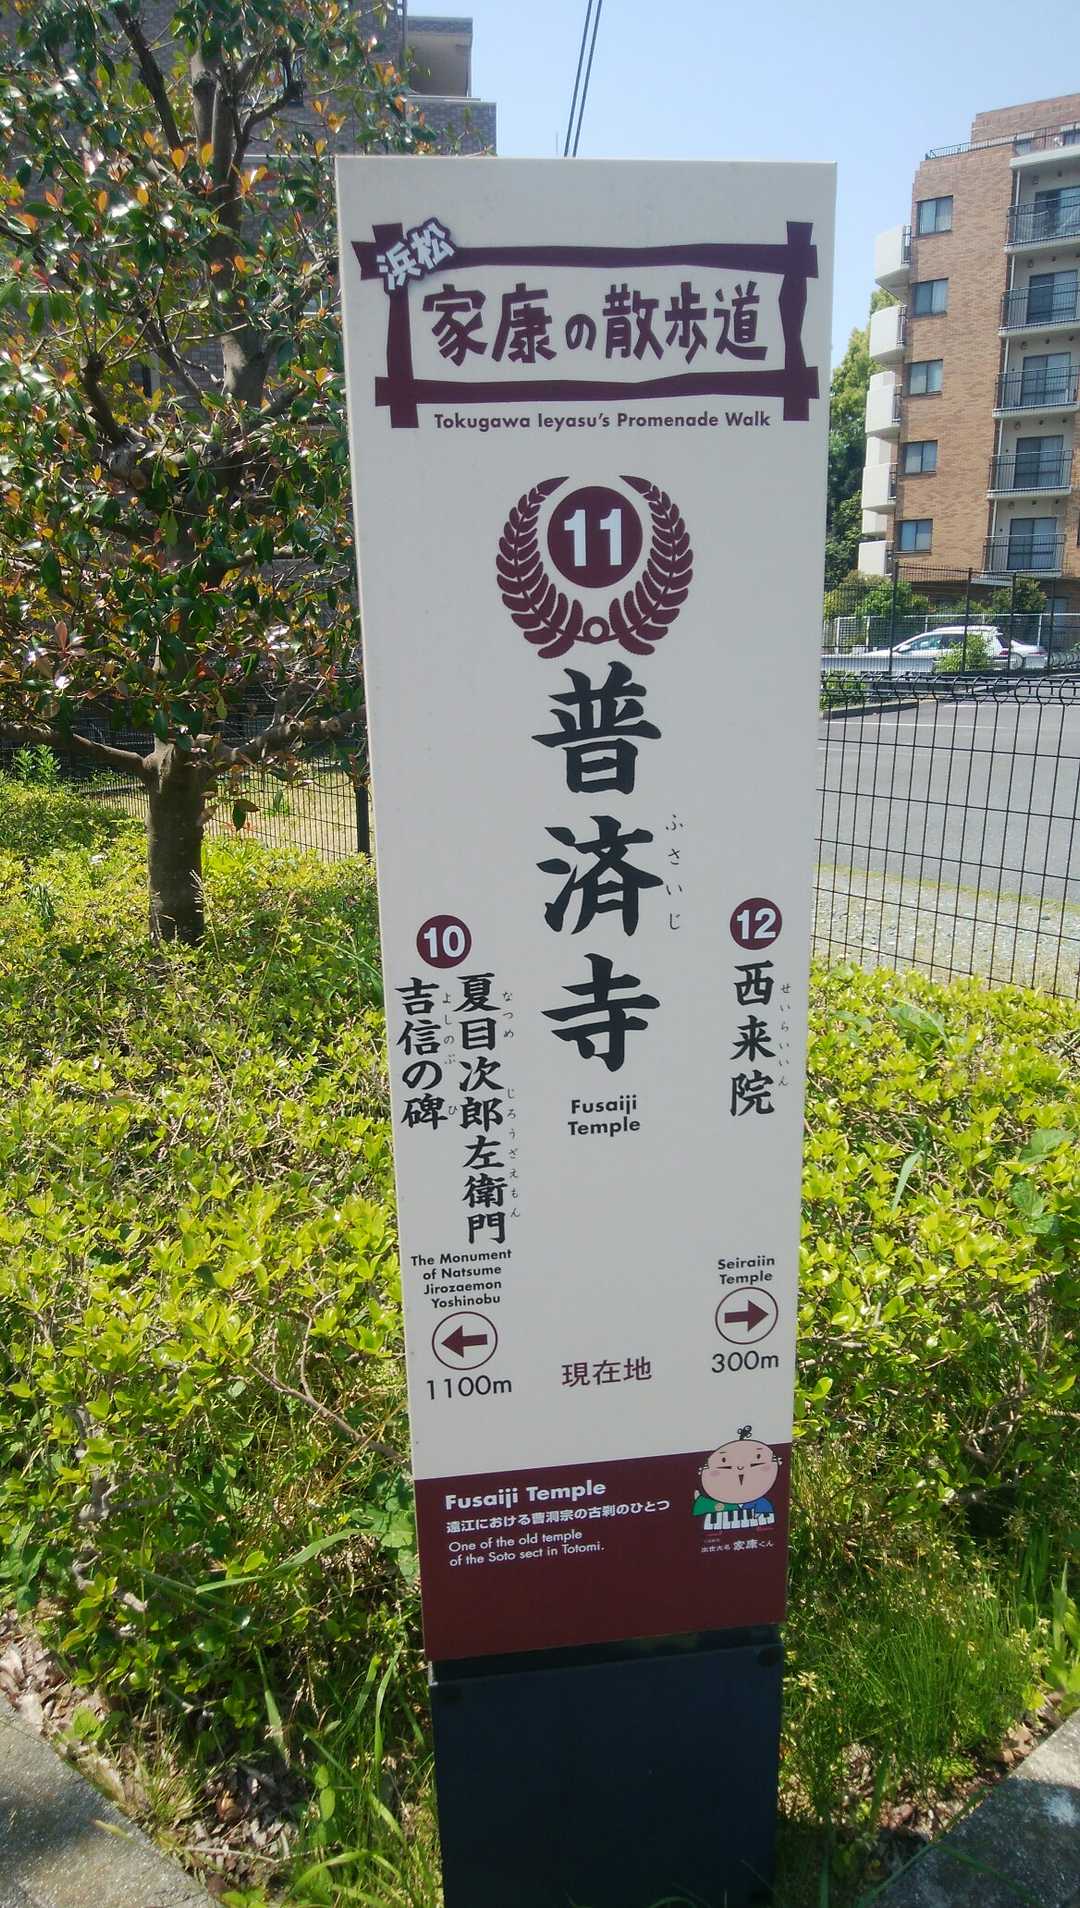 浜松
家康の散歩道
Tokugawa Ieyasu's Promenade Walk
11
普済寺
ふさいじ
Fusaiji
Temple
10
夏目次郎左衛門
なつめ じろうざえもん
吉信の碑
よしのぶ ひ
The Monument
of Natsume
Jirozaemon
Yoshinobu
1100m
現在地
12
西来院
せいらいいん
Seiraiin
Temple
300m
Fusaiji Temple
遠江における曹洞宗の古刹のひとつ
One of the old temple
of the Soto sect in Totomi.
出世大名 家康くん